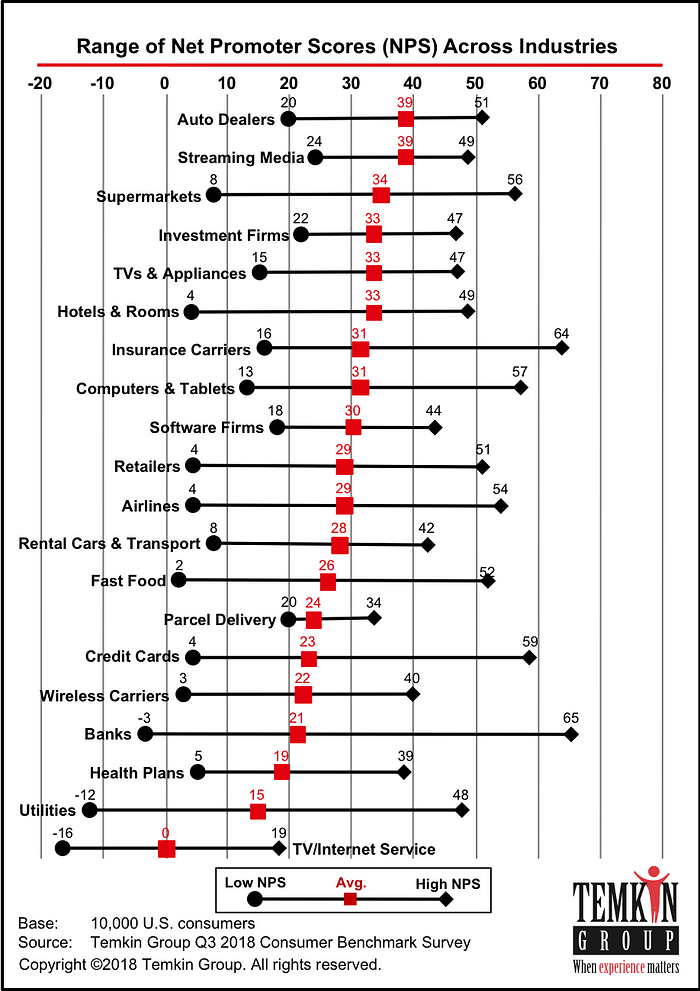 Range of Net Promoter Scores (NPS) Across Industries
-20 -10 0 10 20 30 40 50 60 70 80
Auto Dealers 20 39 51
Streaming Media 24 39 49
Supermarkets 8 34 56
Investment Firms 22 33 47
TVs & Appliances 15 33 47
Hotels & Rooms 4 33 49
Insurance Carriers 16 31 64
Computers & Tablets 13 31 57
Software Firms 18 30 44
Retailers 4 29 51
Airlines 4 29 54
Rental Cars & Transport 8 28 42
Fast Food 2 26 52
Parcel Delivery 20 24 34
Credit Cards 4 23 59
Wireless Carriers 3 22 40
Banks -3 21 65
Health Plans 5 19 39
Utilities -12 15 48
-16 0 19 TV/Internet Service
Low NPS Avg. High NPS
Base: 10,000 U.S. consumers
Source: Temkin Group Q3 2018 Consumer Benchmark Survey
Copyright ©2018 Temkin Group. All rights reserved.
TEMKIN
GROUP
When experience matters